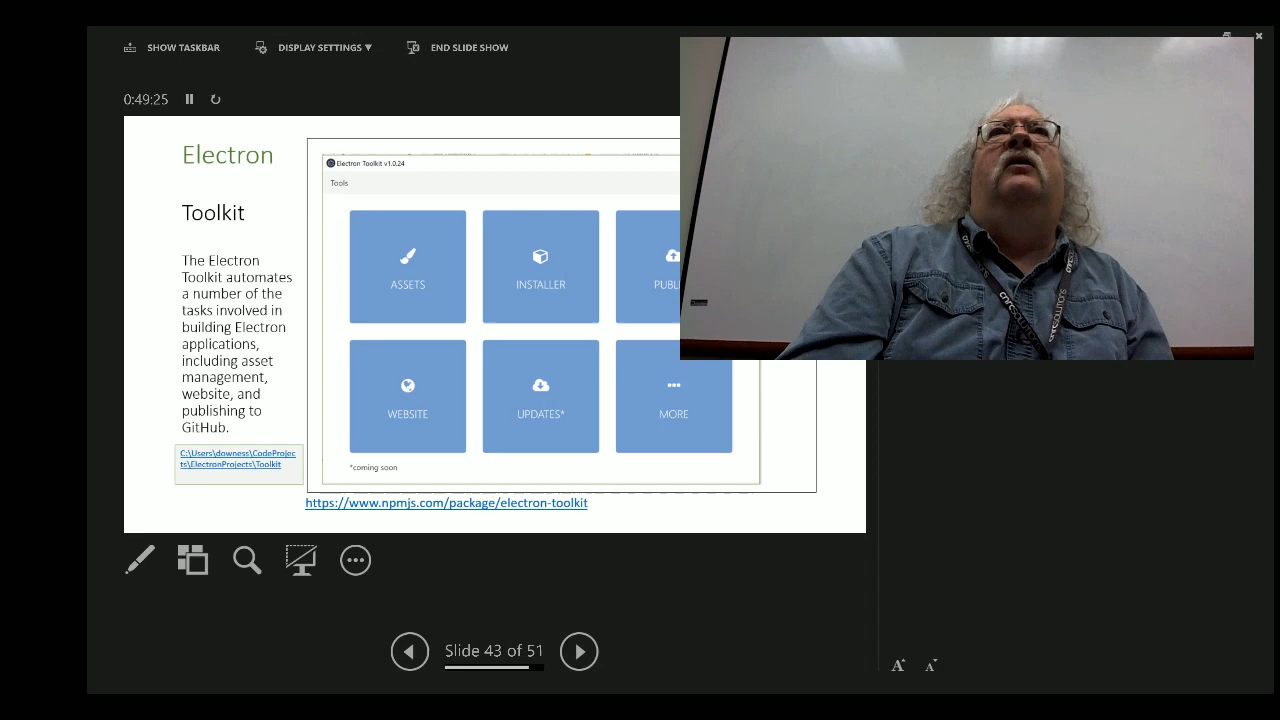 SHOW TASKBAR
DISPLAY SETTINGS ▼
END SLIDE SHOW
0:49:25
Electron
Toolkit
The Electron
Toolkit automates
a number of the
tasks involved in
building Electron
applications,
including asset
management,
website, and
publishing to
GitHub.
C:\Users\downess\CodeProjec
ts\ElectronProjects\Toolkit
Electron Toolkit v1.0.24
Tools
ASSETS
INSTALLER
PUBL
WEBSITE
UPDATES*
MORE
*coming soon
https://www.npmjs.com/package/electron-toolkit
Slide 43 of 51
A A